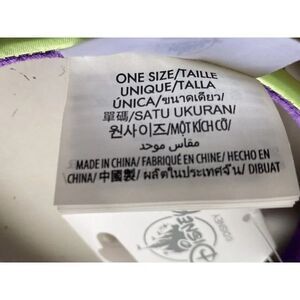 ONE SIZE/TAILLE
UNIQUE/TALLA
ÚNICA/ขนาดเดียว/
單碼/SATU UKURAN/
원사이즈/MỘT KÍCH CỠ/
مقاس موحد
MADE IN CHINA/ FABRIQUÉ EN CHINE/ HECHO EN
CHINA/ 中國製/ ผลิตในประเทศจีน/ DIBUAT
DISNEY